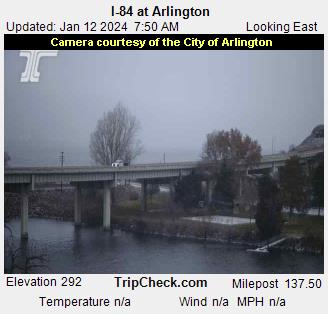 I-84 at Arlington
Updated: Jan 12 2024 7:50 AM Looking East
Camera courtesy of the City of Arlington
Elevation 292 TripCheck.com Milepost 137.50
Temperature n/a Wind n/a MPH n/a